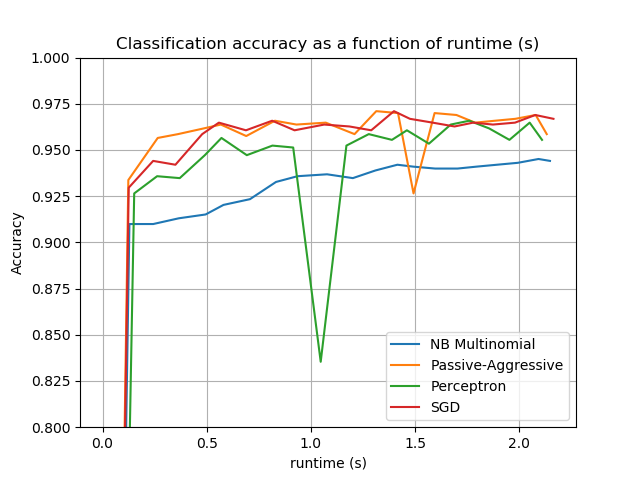 Classification accuracy as a function of runtime (s)
1.000
0.975
0.950
0.925
0.900
0.875
0.850
0.825
0.800
Accuracy
NB Multinomial
Passive-Aggressive
Perceptron
SGD
0.0 0.5 1.0 1.5 2.0
runtime (s)